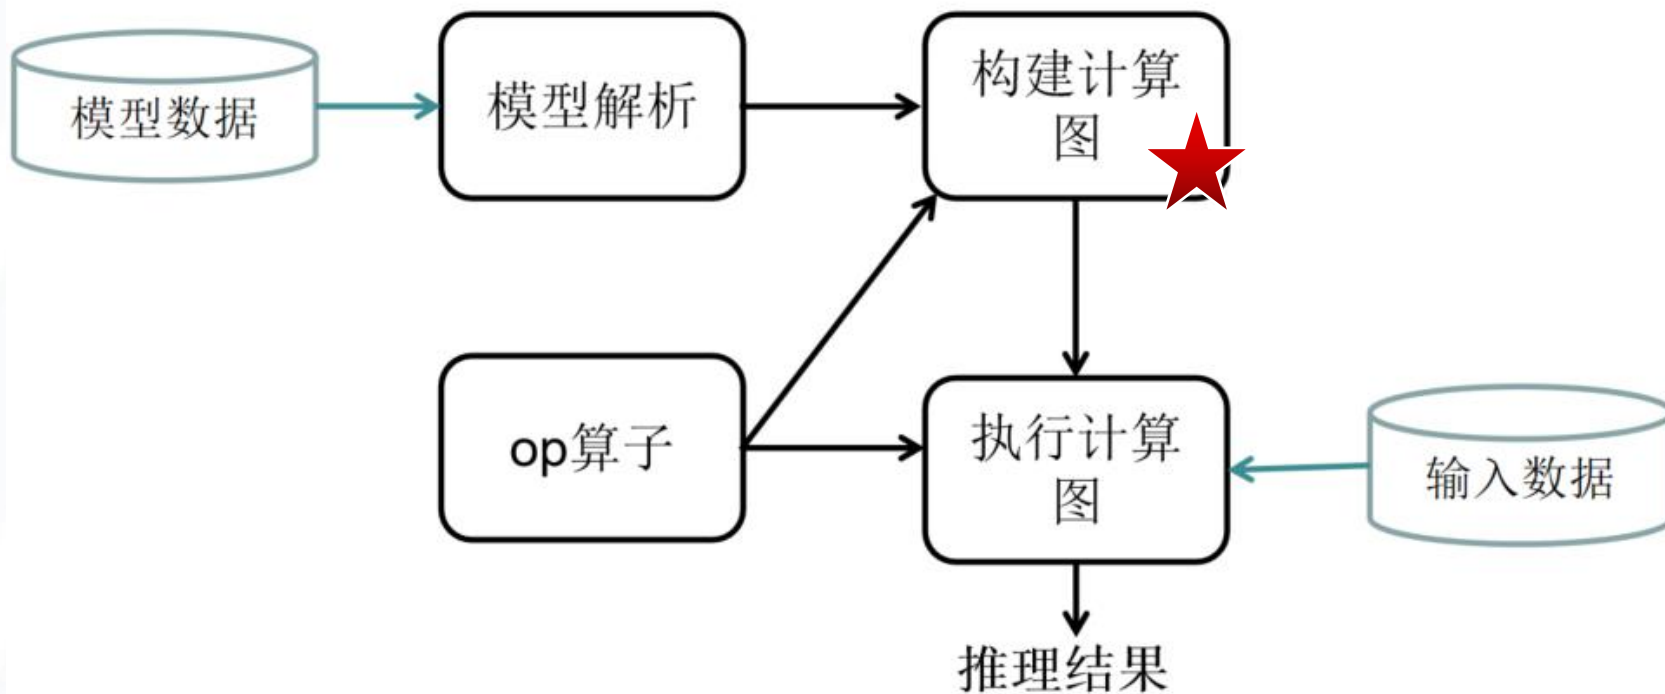 模型数据
模型解析
构建计算
图
op算子
执行计算
图
输入数据
推理结果